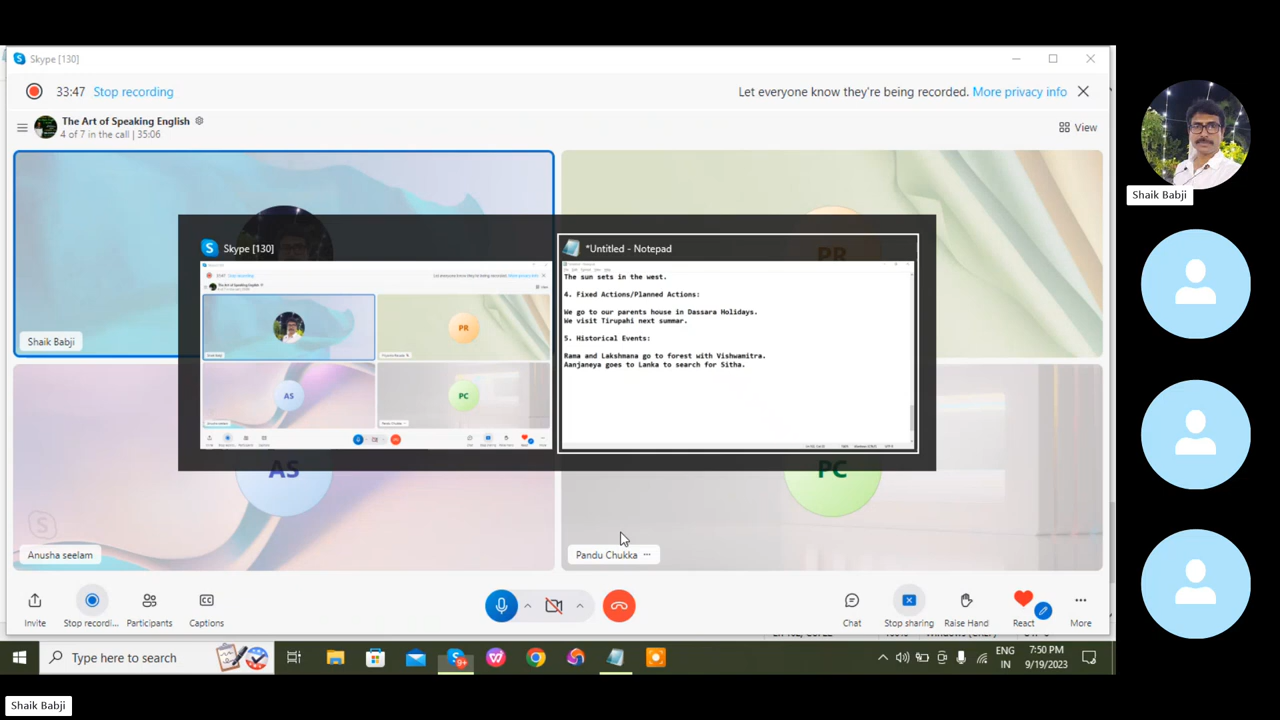 Skype [130]
33:47 Stop recording
Let everyone know they're being recorded. More privacy info
The Art of Speaking English
4 of 7 in the call | 35:06
View
Skype [130]
*Untitled - Notepad
The sun sets in the west.
4. Fixed Actions/Planned Actions:
We go to our parents house in Dassara Holidays.
We visit Tirupahi next summar.
5. Historical Events:
Rama and Lakshmana go to forest with Vishwamitra.
Aanjaneya goes to Lanka to search for Sitha.
PR
AS
PC
Shaik Babji
AS
PC
Anusha seelam
Pandu Chukka
Invite
Stop recordi...
Participants
Captions
Chat
Stop sharing
Raise Hand
React
More
Type here to search
9+
ENG
IN
7:50 PM
9/19/2023
Shaik Babji
Shaik Babji